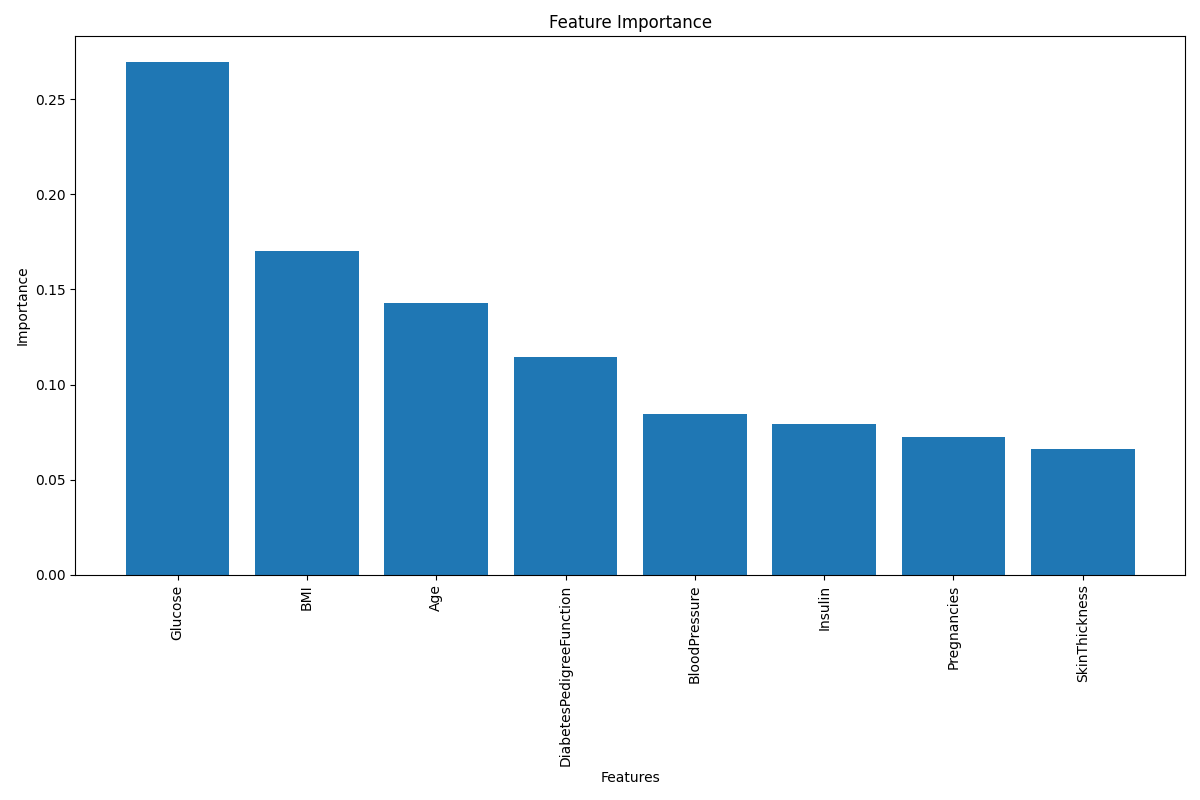 Feature Importance
Importance
0.25
0.20
0.15
0.10
0.05
0.00
Glucose
BMI
Age
DiabetesPedigreeFunction
BloodPressure
Insulin
Pregnancies
SkinThickness
Features